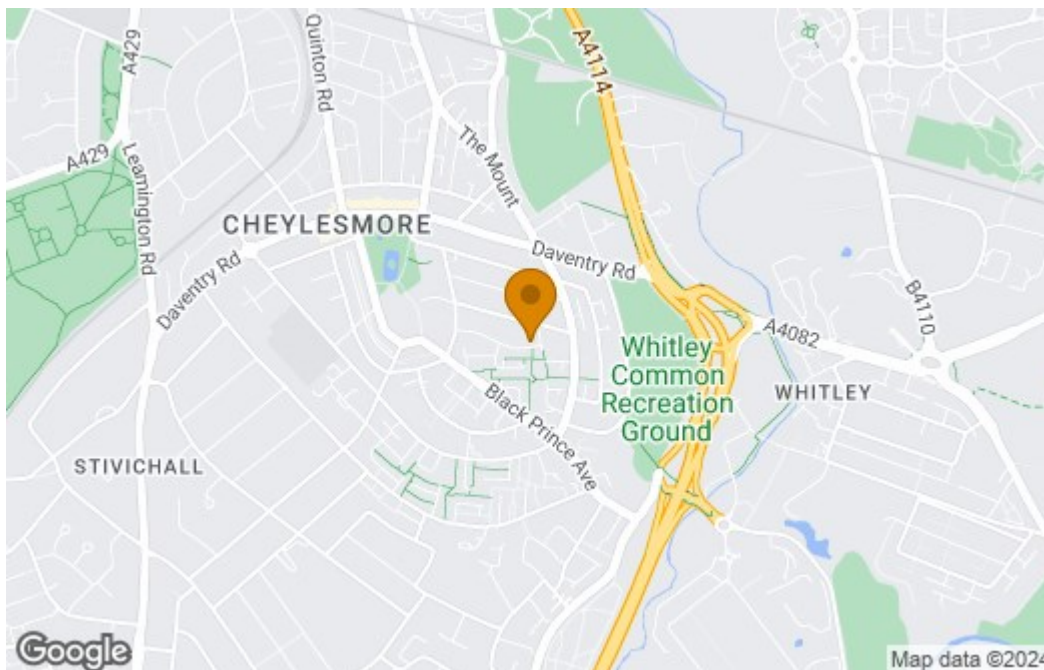 A429
A429
Leamington Rd
Quinton Rd
The Mount
A4114
CHEYLESMORE
Daventry Rd
Daventry Rd
A4082
B4110
Whitley
Common
Recreation
Ground
WHITLEY
Black Prince Ave
STIVICHALL
Google
Map data ©2024